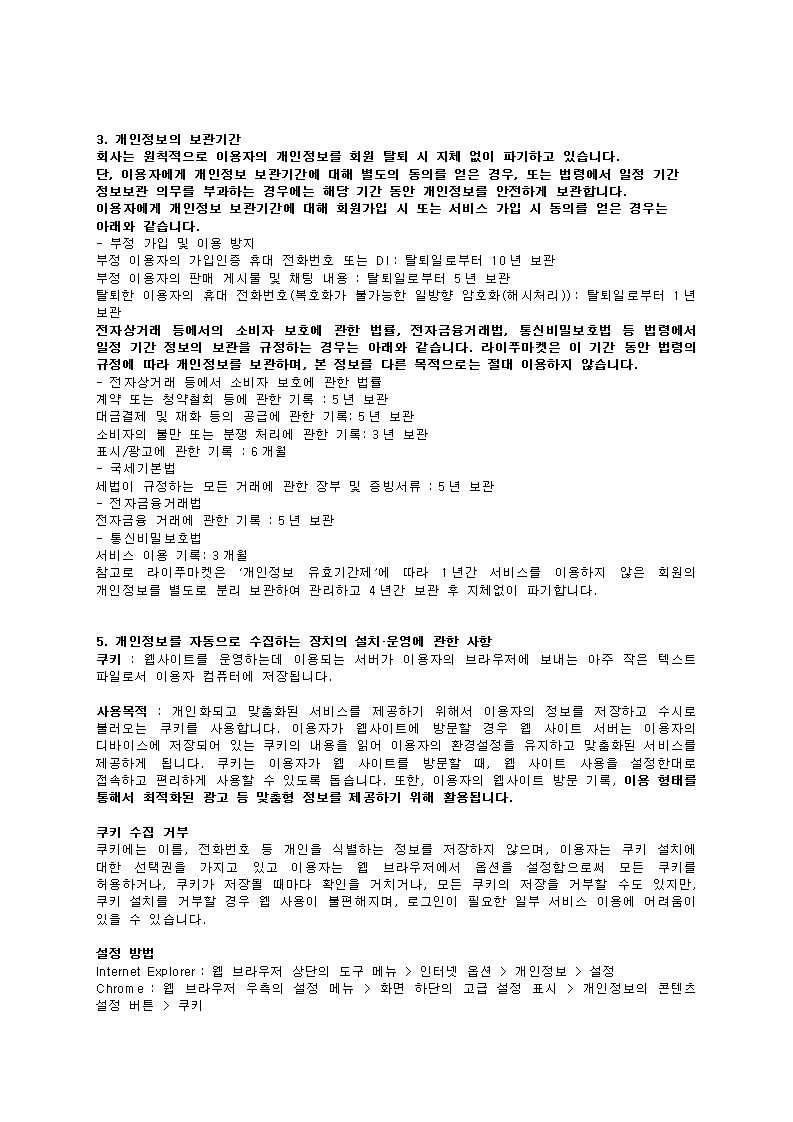 3. 개인정보의 보관기간
회사는 원칙적으로 이용자의 개인정보를 회원 탈퇴 시 지체 없이 파기하고 있습니다.
단, 이용자에게 개인정보 보관기간에 대해 별도의 동의를 얻은 경우, 또는 법령에서 일정 기간
정보보관 의무를 부과하는 경우에는 해당 기간 동안 개인정보를 안전하게 보관합니다.
이용자에게 개인정보 보관기간에 대해 회원가입 시 또는 서비스 가입 시 동의를 얻은 경우는
아래와 같습니다.
- 부정 가입 및 이용 방지
부정 이용자의 가입인증 휴대 전화번호 또는 DI : 탈퇴일로부터 10년 보관
부정 이용자의 판매 게시물 및 채팅 내용 : 탈퇴일로부터 5년 보관
탈퇴한 이용자의 휴대 전화번호(복호화가 불가능한 일방향 암호화(해시처리)) : 탈퇴일로부터 1년
보관
전자상거래 등에서의 소비자 보호에 관한 법률, 전자금융거래법, 통신비밀보호법 등 법령에서
일정 기간 정보의 보관을 규정하는 경우는 아래와 같습니다. 라이푸마켓은 이 기간 동안 법령의
규정에 따라 개인정보를 보관하며, 본 정보를 다른 목적으로는 절대 이용하지 않습니다.
- 전자상거래 등에서 소비자 보호에 관한 법률
계약 또는 청약철회 등에 관한 기록 : 5년 보관
대금결제 및 재화 등의 공급에 관한 기록: 5년 보관
소비자의 불만 또는 분쟁 처리에 관한 기록: 3년 보관
표시/광고에 관한 기록 : 6개월
- 국세기본법
세법이 규정하는 모든 거래에 관한 장부 및 증빙서류 : 5년 보관
- 전자금융거래법
전자금융 거래에 관한 기록 : 5년 보관
- 통신비밀보호법
서비스 이용 기록: 3개월
참고로 라이푸마켓은 ‘개인정보 유효기간제’에 따라 1년간 서비스를 이용하지 않은 회원의
개인정보를 별도로 분리 보관하여 관리하고 4년간 보관 후 지체없이 파기합니다.
5. 개인정보를 자동으로 수집하는 장치의 설치·운영에 관한 사항
쿠키 : 웹사이트를 운영하는데 이용되는 서버가 이용자의 브라우저에 보내는 아주 작은 텍스트
파일로서 이용자 컴퓨터에 저장됩니다.
사용목적 : 개인화되고 맞춤화된 서비스를 제공하기 위해서 이용자의 정보를 저장하고 수시로
불러오는 쿠키를 사용합니다. 이용자가 웹사이트에 방문할 경우 웹 사이트 서버는 이용자의
디바이스에 저장되어 있는 쿠키의 내용을 읽어 이용자의 환경설정을 유지하고 맞춤화된 서비스를
제공하게 됩니다. 쿠키는 이용자가 웹 사이트를 방문할 때, 웹 사이트 사용을 설정한대로
접속하고 편리하게 사용할 수 있도록 돕습니다. 또한, 이용자의 웹사이트 방문 기록, 이용 형태를
통해서 최적화된 광고 등 맞춤형 정보를 제공하기 위해 활용됩니다.
쿠키 수집 거부
쿠키에는 이름, 전화번호 등 개인을 식별하는 정보를 저장하지 않으며, 이용자는 쿠키 설치에
대한 선택권을 가지고 있고 이용자는 웹 브라우저에서 옵션을 설정함으로써 모든 쿠키를
허용하거나, 쿠키가 저장될 때마다 확인을 거치거나, 모든 쿠키의 저장을 거부할 수도 있지만,
쿠키 설치를 거부할 경우 웹 사용이 불편해지며, 로그인이 필요한 일부 서비스 이용에 어려움이
있을 수 있습니다.
설정 방법
Internet Explorer : 웹 브라우저 상단의 도구 메뉴 > 인터넷 옵션 > 개인정보 > 설정
Chrome : 웹 브라우저 우측의 설정 메뉴 > 화면 하단의 고급 설정 표시 > 개인정보의 콘텐츠
설정 버튼 > 쿠키